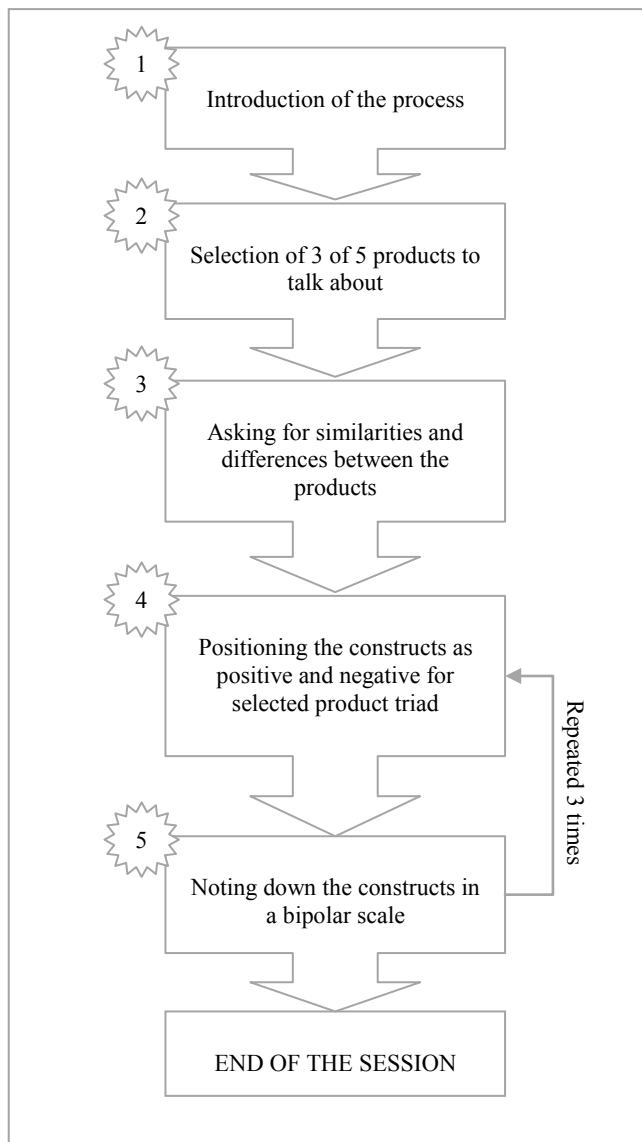 1
Introduction of the process
2
Selection of 3 of 5 products to
talk about
3
Asking for similarities and
differences between the
products
4
Positioning the constructs as
positive and negative for
selected product triad
Repeated 3 times
5
Noting down the constructs in
a bipolar scale
END OF THE SESSION